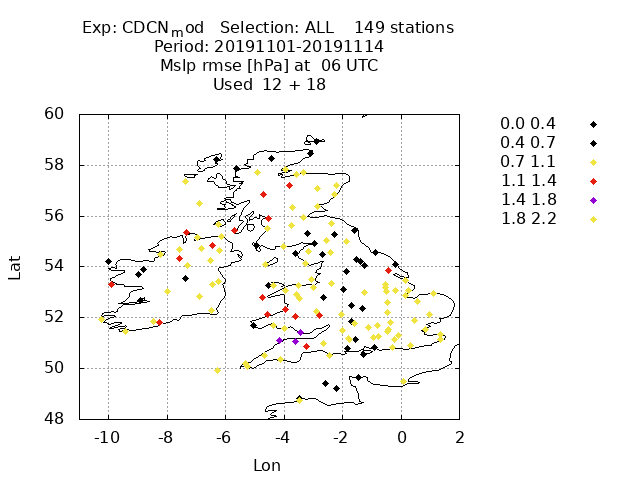 Exp: CDCNmod   Selection: ALL    149 stations
Period: 20191101-20191114
Mslp rmse [hPa] at  06 UTC
Used  12 + 18
60
58
56
54
52
50
48
-10 -8 -6 -4 -2 0 2
Lat
Lon
0.0 0.4
0.4 0.7
0.7 1.1
1.1 1.4
1.4 1.8
1.8 2.2